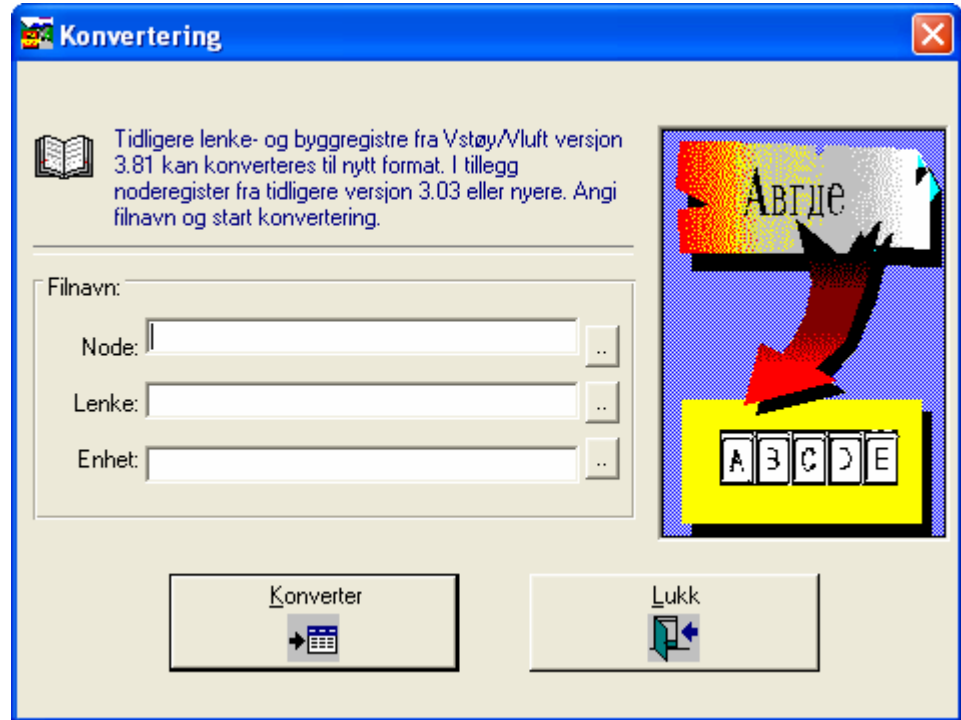 Konvertering
Tidligere lenke- og byggregistre fra Vstøy/Vluft versjon
3.81 kan konverteres til nytt format. I tillegg
noderegister fra tidligere versjon 3.03 eller nyere. Angi
filnavn og start konvertering.
Авгде
Filnavn:
Node:
..
Lenke:
..
Enhet:
..
A B C D E
Konverter
Lukk